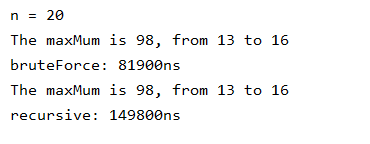 n = 20
The maxMum is 98, from 13 to 16
bruteForce: 81900ns
The maxMum is 98, from 13 to 16
recursive: 149800ns